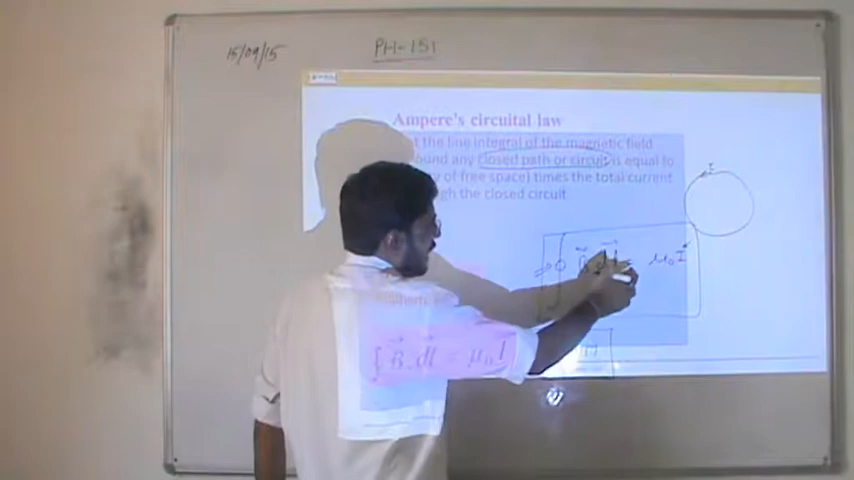 15/09/15
PH-151
Ampere's circuital law
t the line integral of the magnetic field
ound any closed path or circuit is equal to
y of free space) times the total current
gh the closed circuit
I
⇒ ∮ B⃗ . dl⃗ = μ₀I
∮ B⃗ . dl⃗ = μ₀I